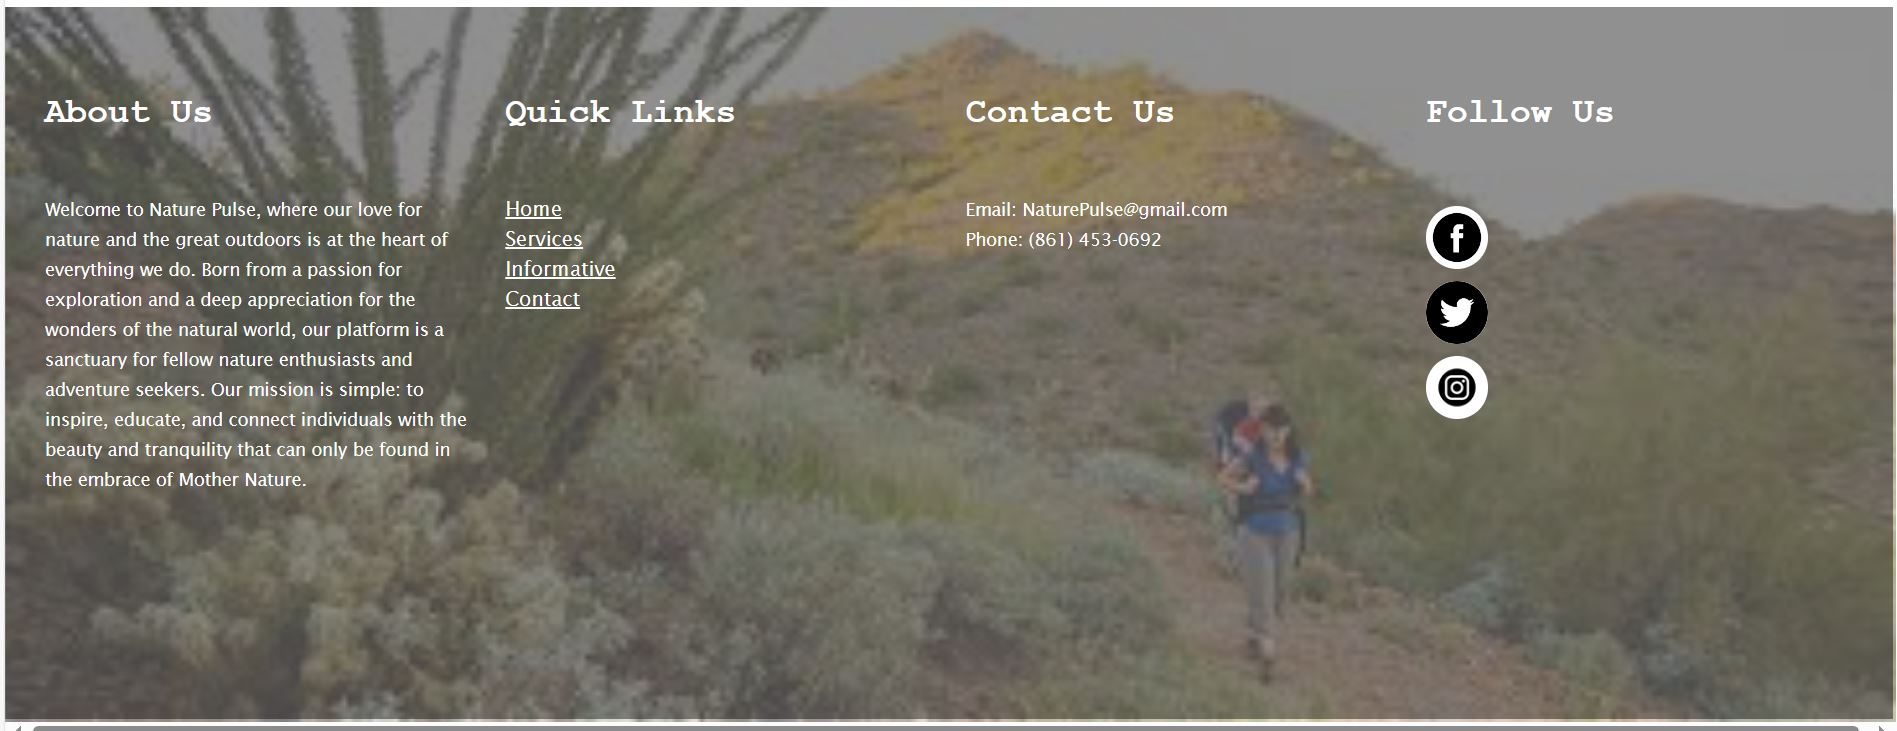 About Us
Welcome to Nature Pulse, where our love for
nature and the great outdoors is at the heart of
everything we do. Born from a passion for
exploration and a deep appreciation for the
wonders of the natural world, our platform is a
sanctuary for fellow nature enthusiasts and
adventure seekers. Our mission is simple: to
inspire, educate, and connect individuals with the
beauty and tranquility that can only be found in
the embrace of Mother Nature.
Quick Links
Home
Services
Informative
Contact
Contact Us
Email: NaturePulse@gmail.com
Phone: (861) 453-0692
Follow Us